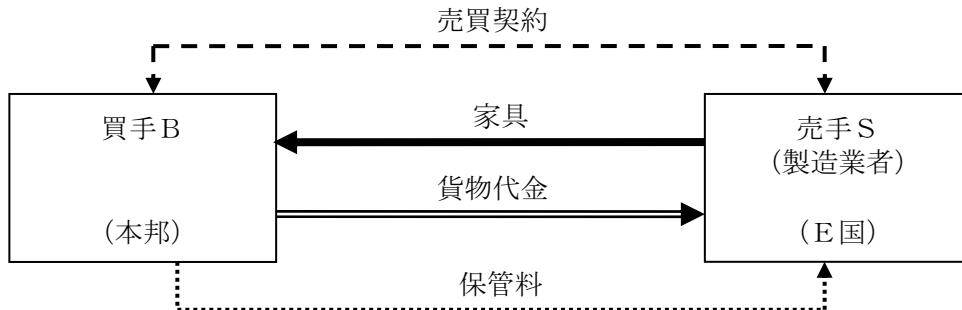 売買契約
買手B
（本邦）
家具
貨物代金
売手S
（製造業者）
（E国）
保管料